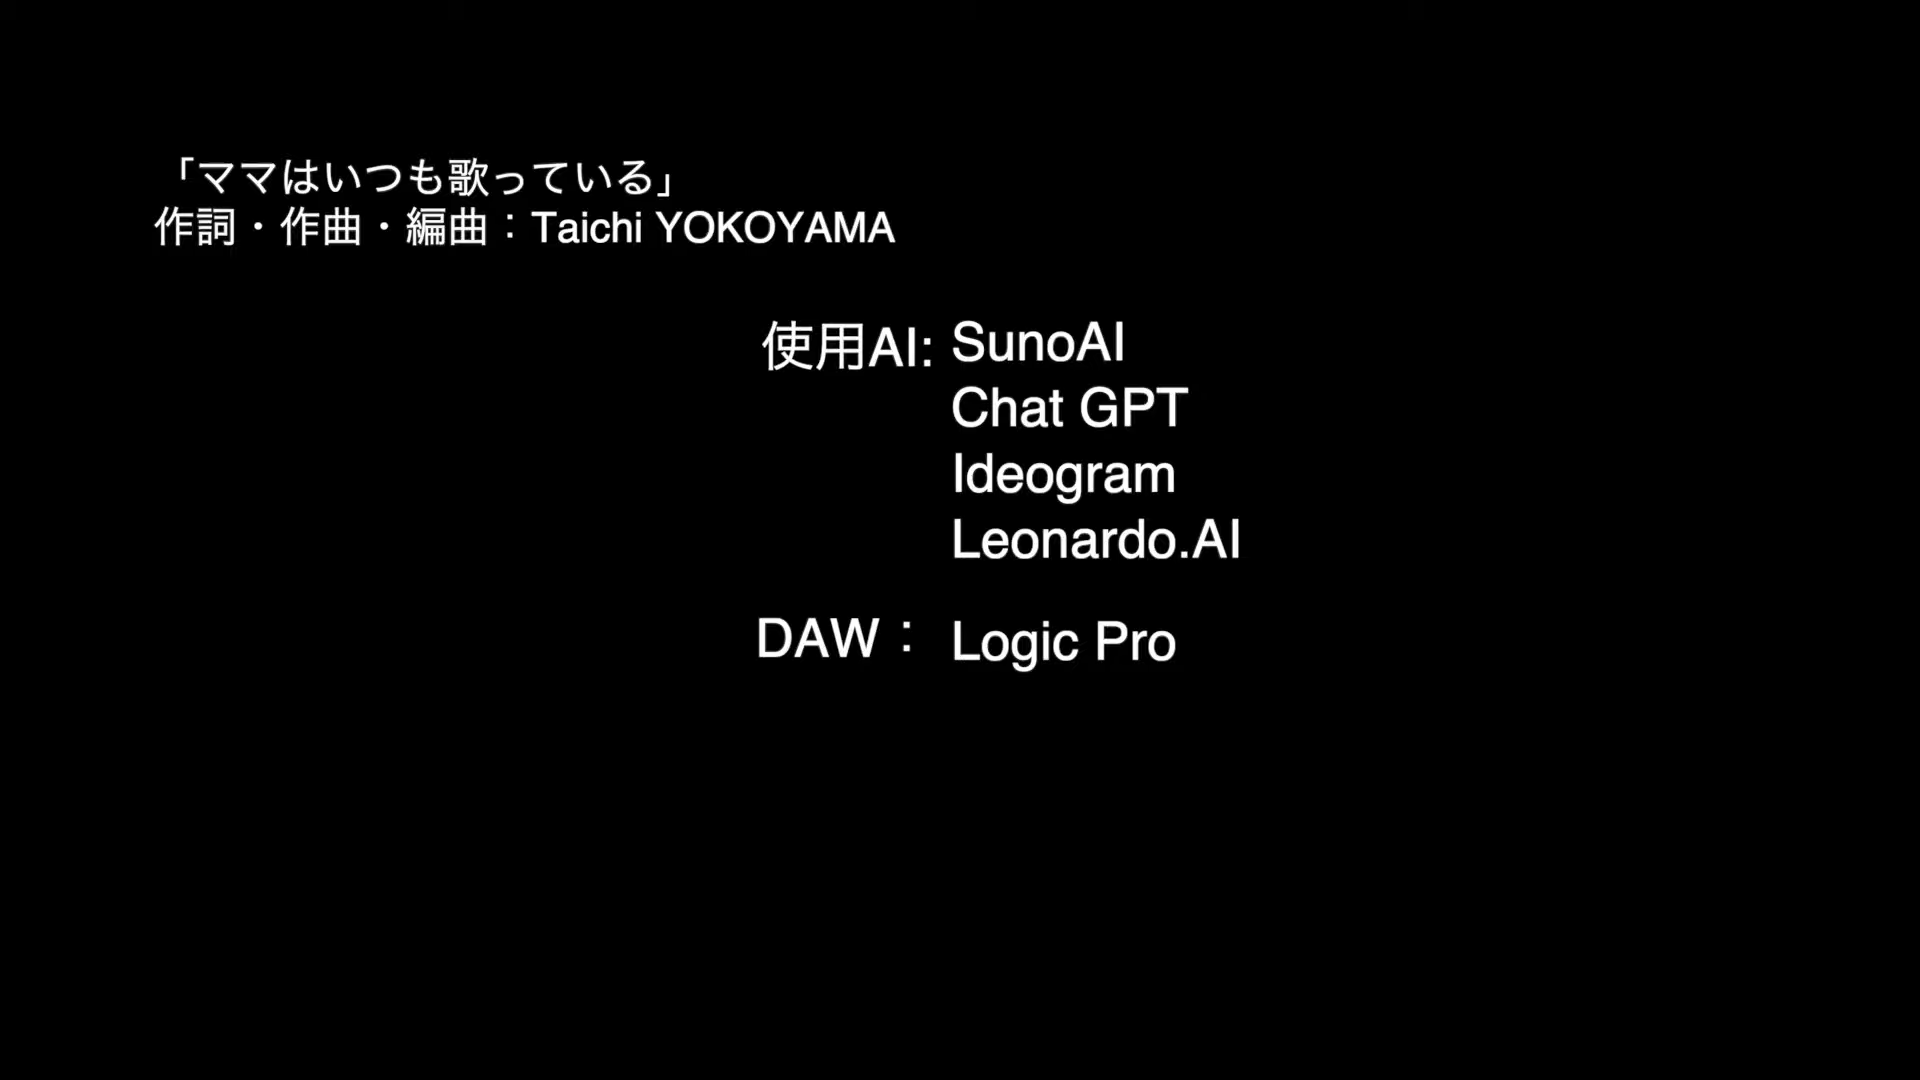 「ママはいつも歌っている」
作詞・作曲・編曲：Taichi YOKOYAMA
使用AI: SunoAI
Chat GPT
Ideogram
Leonardo.AI
DAW： Logic Pro